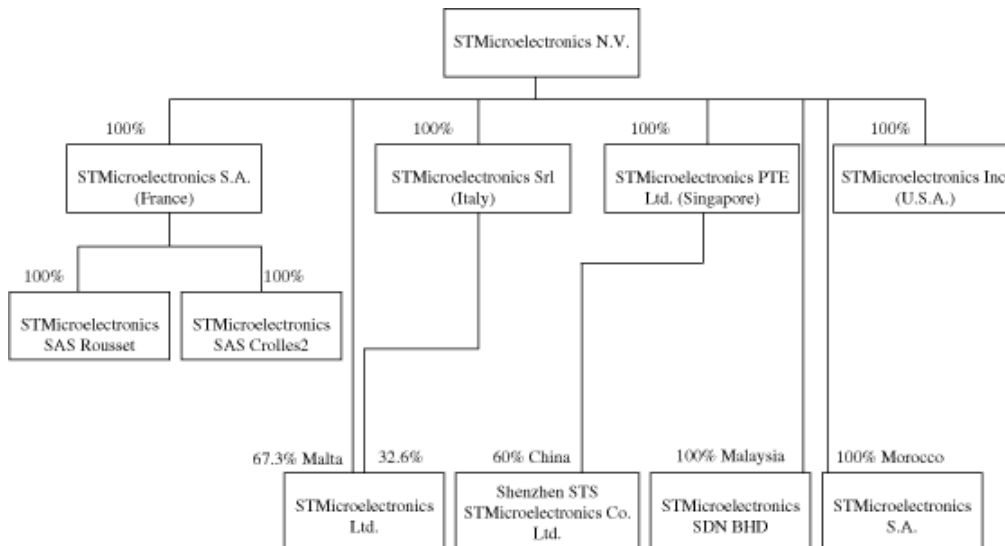 STMicroelectronics N.V.
100%
100%
100%
100%
STMicroelectronics S.A.
(France)
STMicroelectronics Srl
(Italy)
STMicroelectronics PTE
Ltd. (Singapore)
STMicroelectronics Inc
(U.S.A.)
100%
100%
STMicroelectronics
SAS Rousset
STMicroelectronics
SAS Crolles2
67.3% Malta
32.6%
60% China
100% Malaysia
100% Morocco
STMicroelectronics
Ltd.
Shenzhen STS
STMicroelectronics Co.
Ltd.
STMicroelectronics
SDN BHD
STMicroelectronics
S.A.